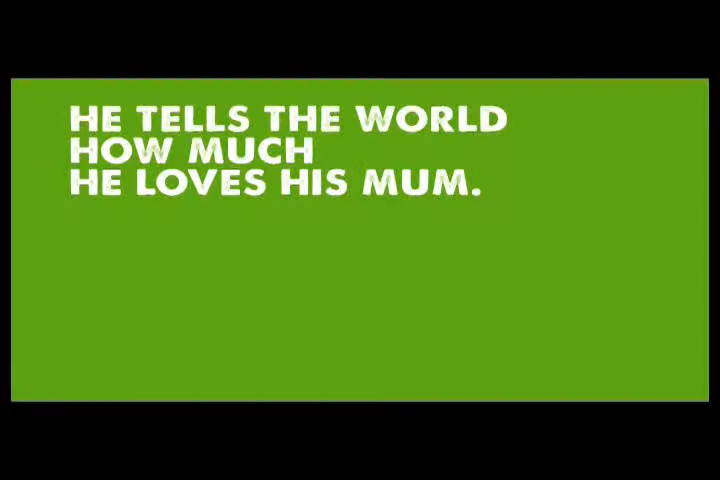 HE TELLS THE WORLD
HOW MUCH
HE LOVES HIS MUM.